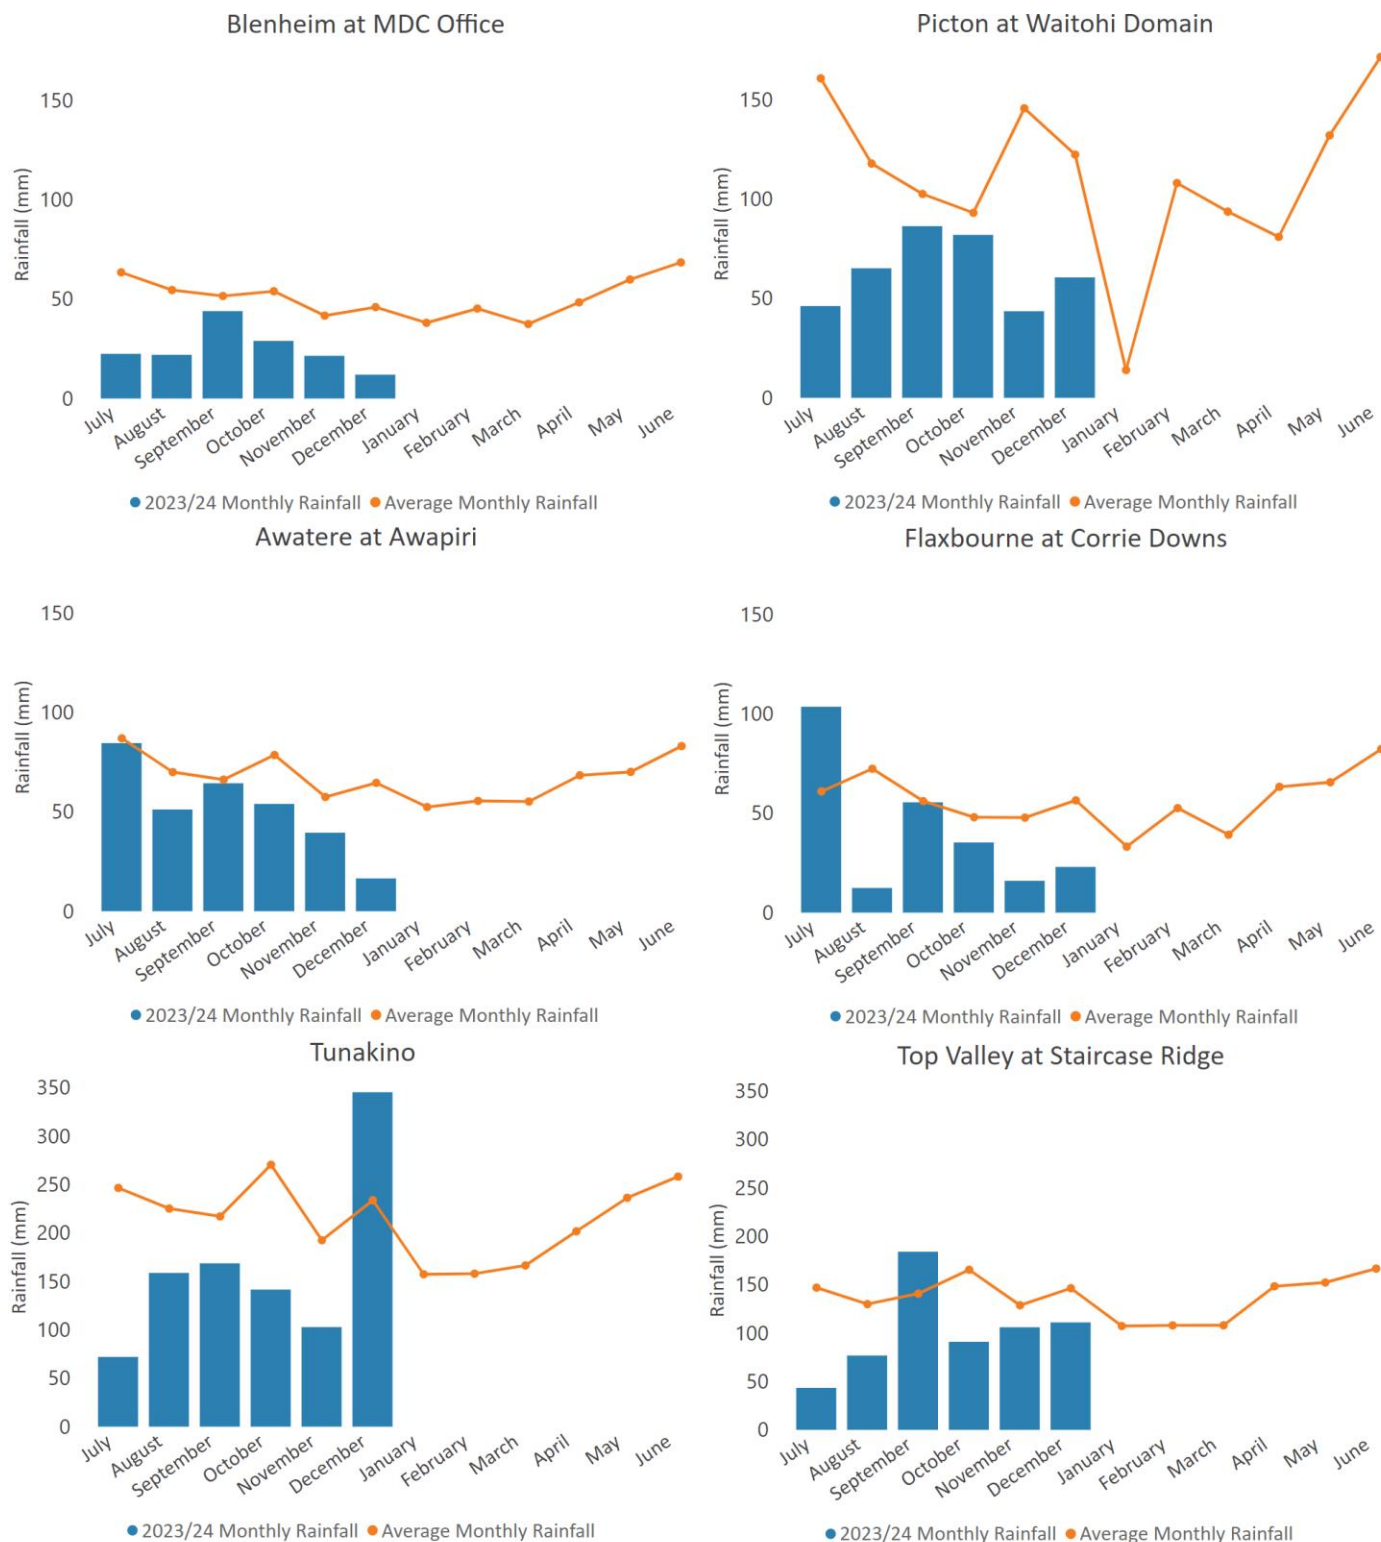 Blenheim at MDC Office
150
100
50
0
Rainfall (mm)
July
August
September
October
November
December
January
February
March
April
May
June
2023/24 Monthly Rainfall
Average Monthly Rainfall
Picton at Waitohi Domain
150
100
50
0
Rainfall (mm)
July
August
September
October
November
December
January
February
March
April
May
June
2023/24 Monthly Rainfall
Average Monthly Rainfall
Awatere at Awapiri
150
100
50
0
Rainfall (mm)
July
August
September
October
November
December
January
February
March
April
May
June
2023/24 Monthly Rainfall
Average Monthly Rainfall
Flaxbourne at Corrie Downs
150
100
50
0
Rainfall (mm)
July
August
September
October
November
December
January
February
March
April
May
June
2023/24 Monthly Rainfall
Average Monthly Rainfall
Tunakino
350
300
250
200
150
100
50
0
Rainfall (mm)
July
August
September
October
November
December
January
February
March
April
May
June
2023/24 Monthly Rainfall
Average Monthly Rainfall
Top Valley at Staircase Ridge
350
300
250
200
150
100
50
0
Rainfall (mm)
July
August
September
October
November
December
January
February
March
April
May
June
2023/24 Monthly Rainfall
Average Monthly Rainfall